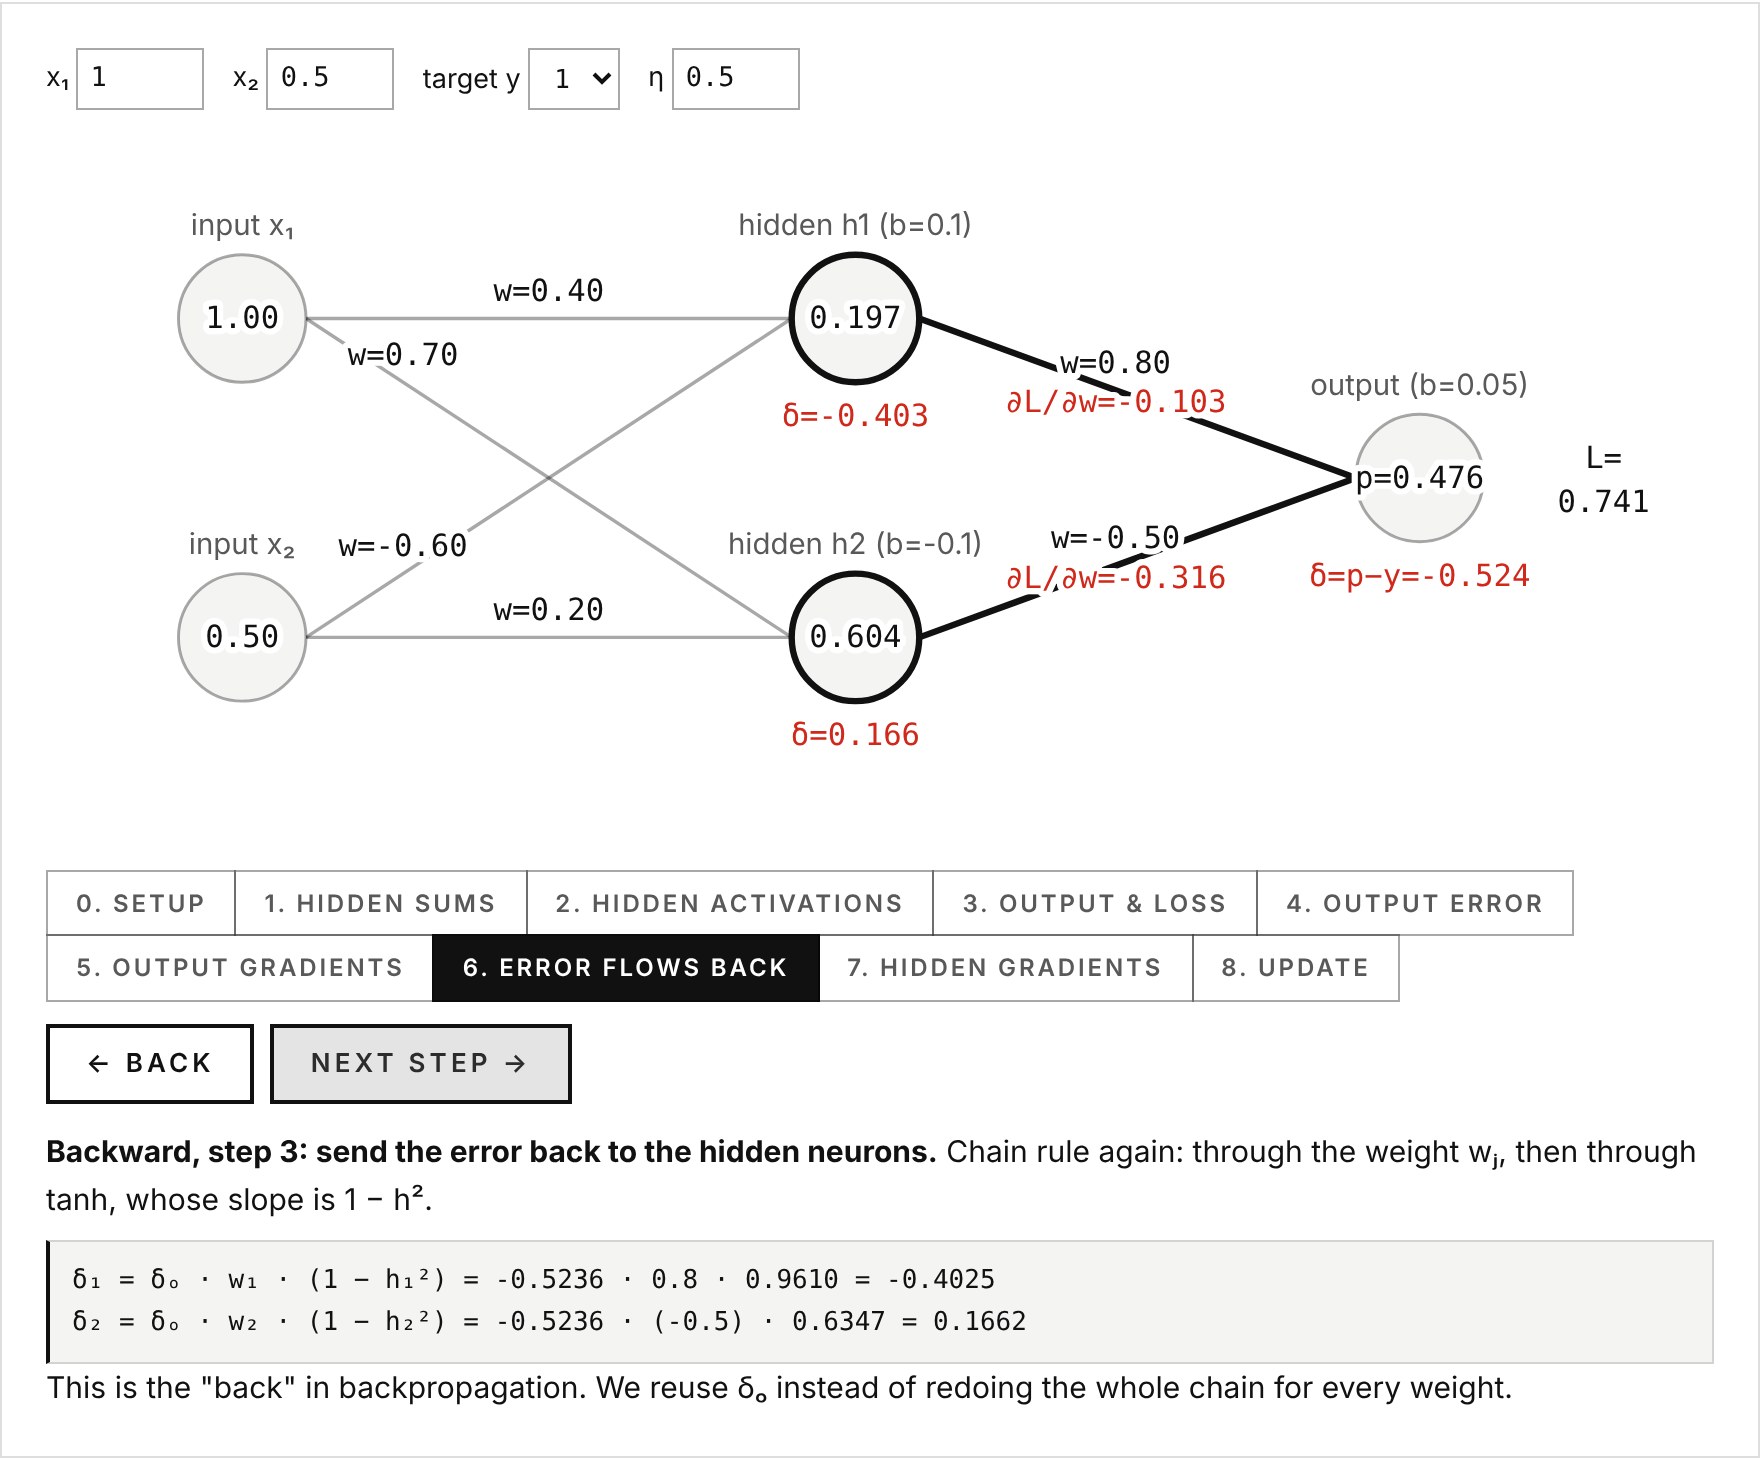 x₁ 1 x₂ 0.5 target y 1 η 0.5
input x₁
hidden h1 (b=0.1)
w=0.40
1.00
0.197
w=0.70
w=0.80
output (b=0.05)
∂L/∂w=-0.103
δ=-0.403
L=
p=0.476
0.741
input x₂
w=-0.60
hidden h2 (b=-0.1)
w=-0.50
∂L/∂w=-0.316
δ=p−y=-0.524
w=0.20
0.50
0.604
δ=0.166
0. SETUP 1. HIDDEN SUMS 2. HIDDEN ACTIVATIONS 3. OUTPUT & LOSS 4. OUTPUT ERROR
5. OUTPUT GRADIENTS 6. ERROR FLOWS BACK 7. HIDDEN GRADIENTS 8. UPDATE
← BACK NEXT STEP →
Backward, step 3: send the error back to the hidden neurons. Chain rule again: through the weight wⱼ, then through
tanh, whose slope is 1 − h².
δ₁ = δₒ · w₁ · (1 − h₁²) = -0.5236 · 0.8 · 0.9610 = -0.4025
δ₂ = δₒ · w₂ · (1 − h₂²) = -0.5236 · (-0.5) · 0.6347 = 0.1662
This is the "back" in backpropagation. We reuse δₒ instead of redoing the whole chain for every weight.